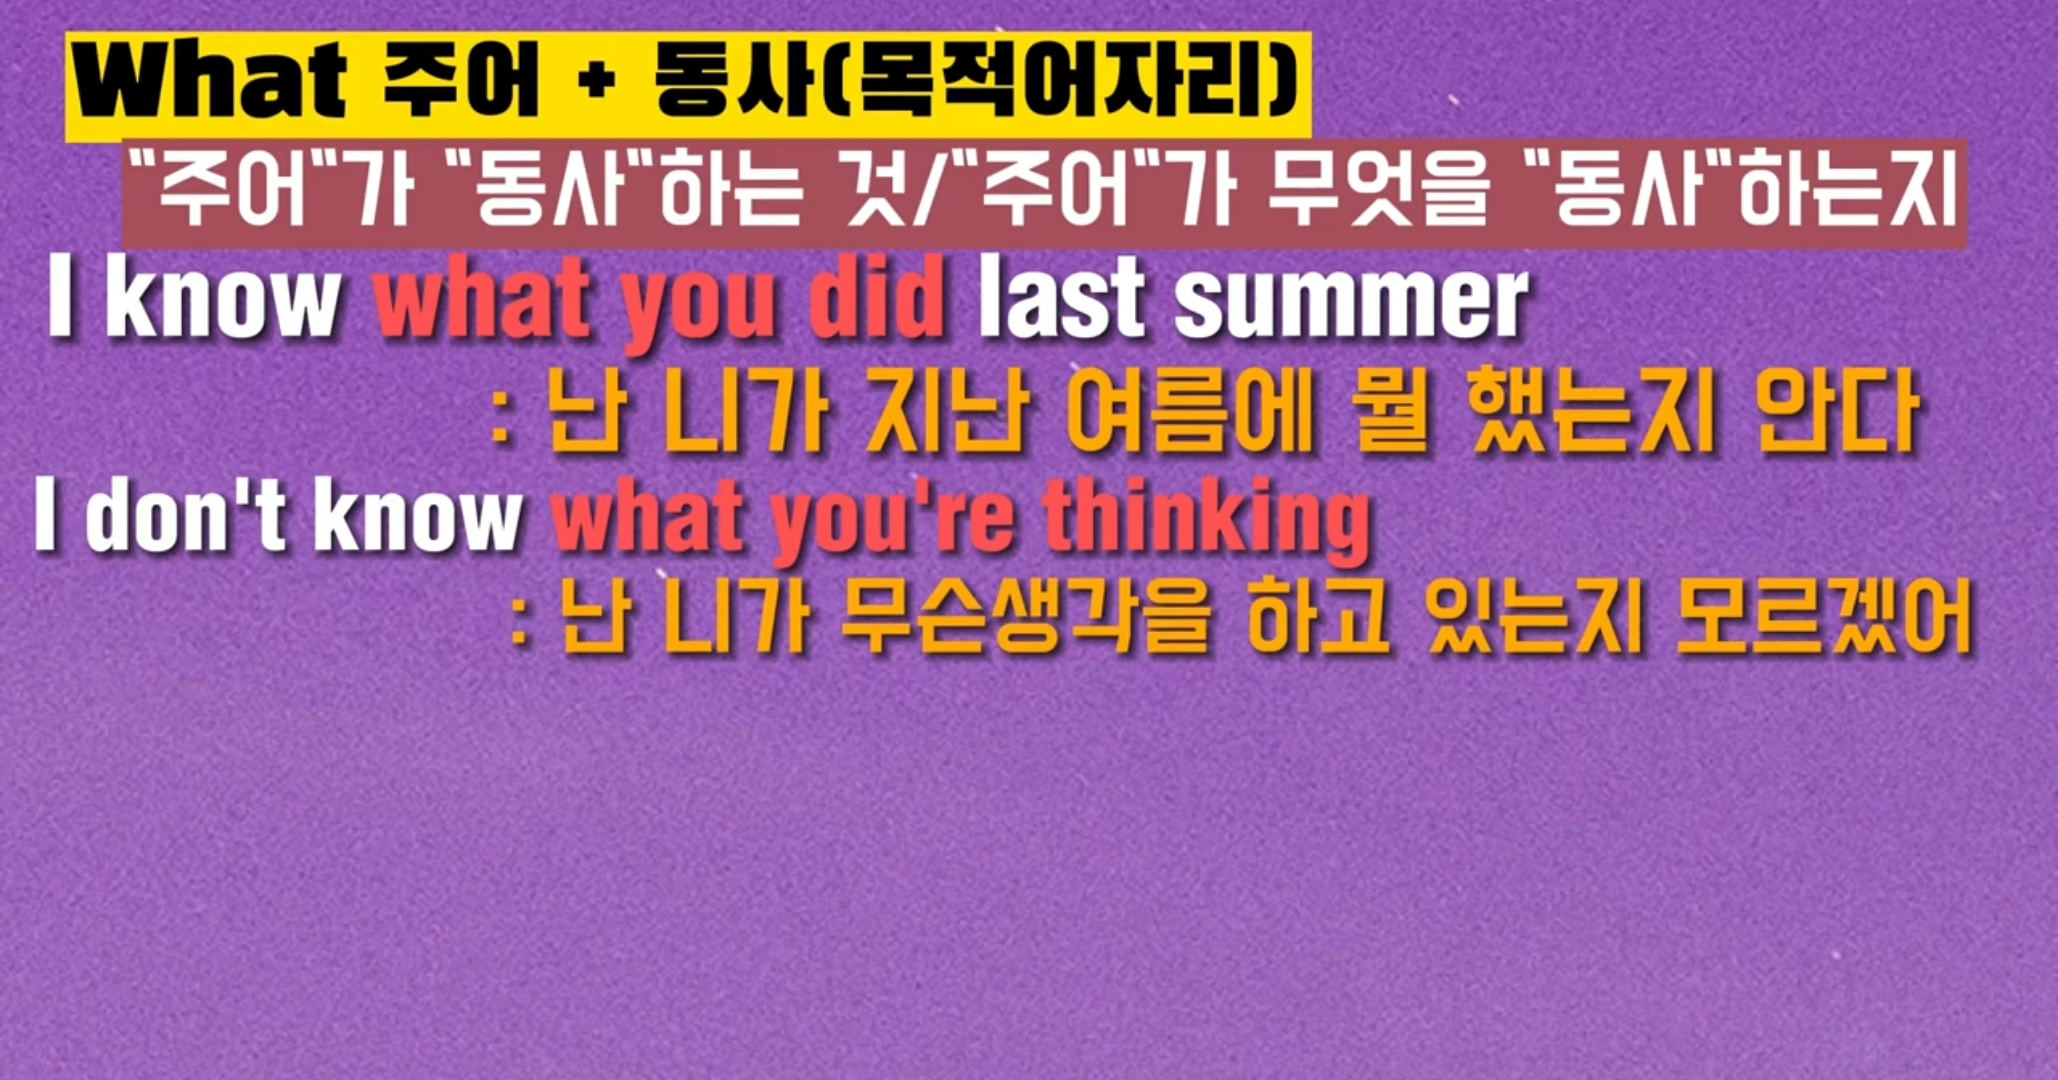 What 주어 + 동사(목적어자리)
"주어"가 "동사"하는 것/"주어"가 무엇을 "동사"하는지
I know what you did last summer
: 난 니가 지난 여름에 뭘 했는지 안다
I don't know what you're thinking
: 난 니가 무슨생각을 하고 있는지 모르겠어